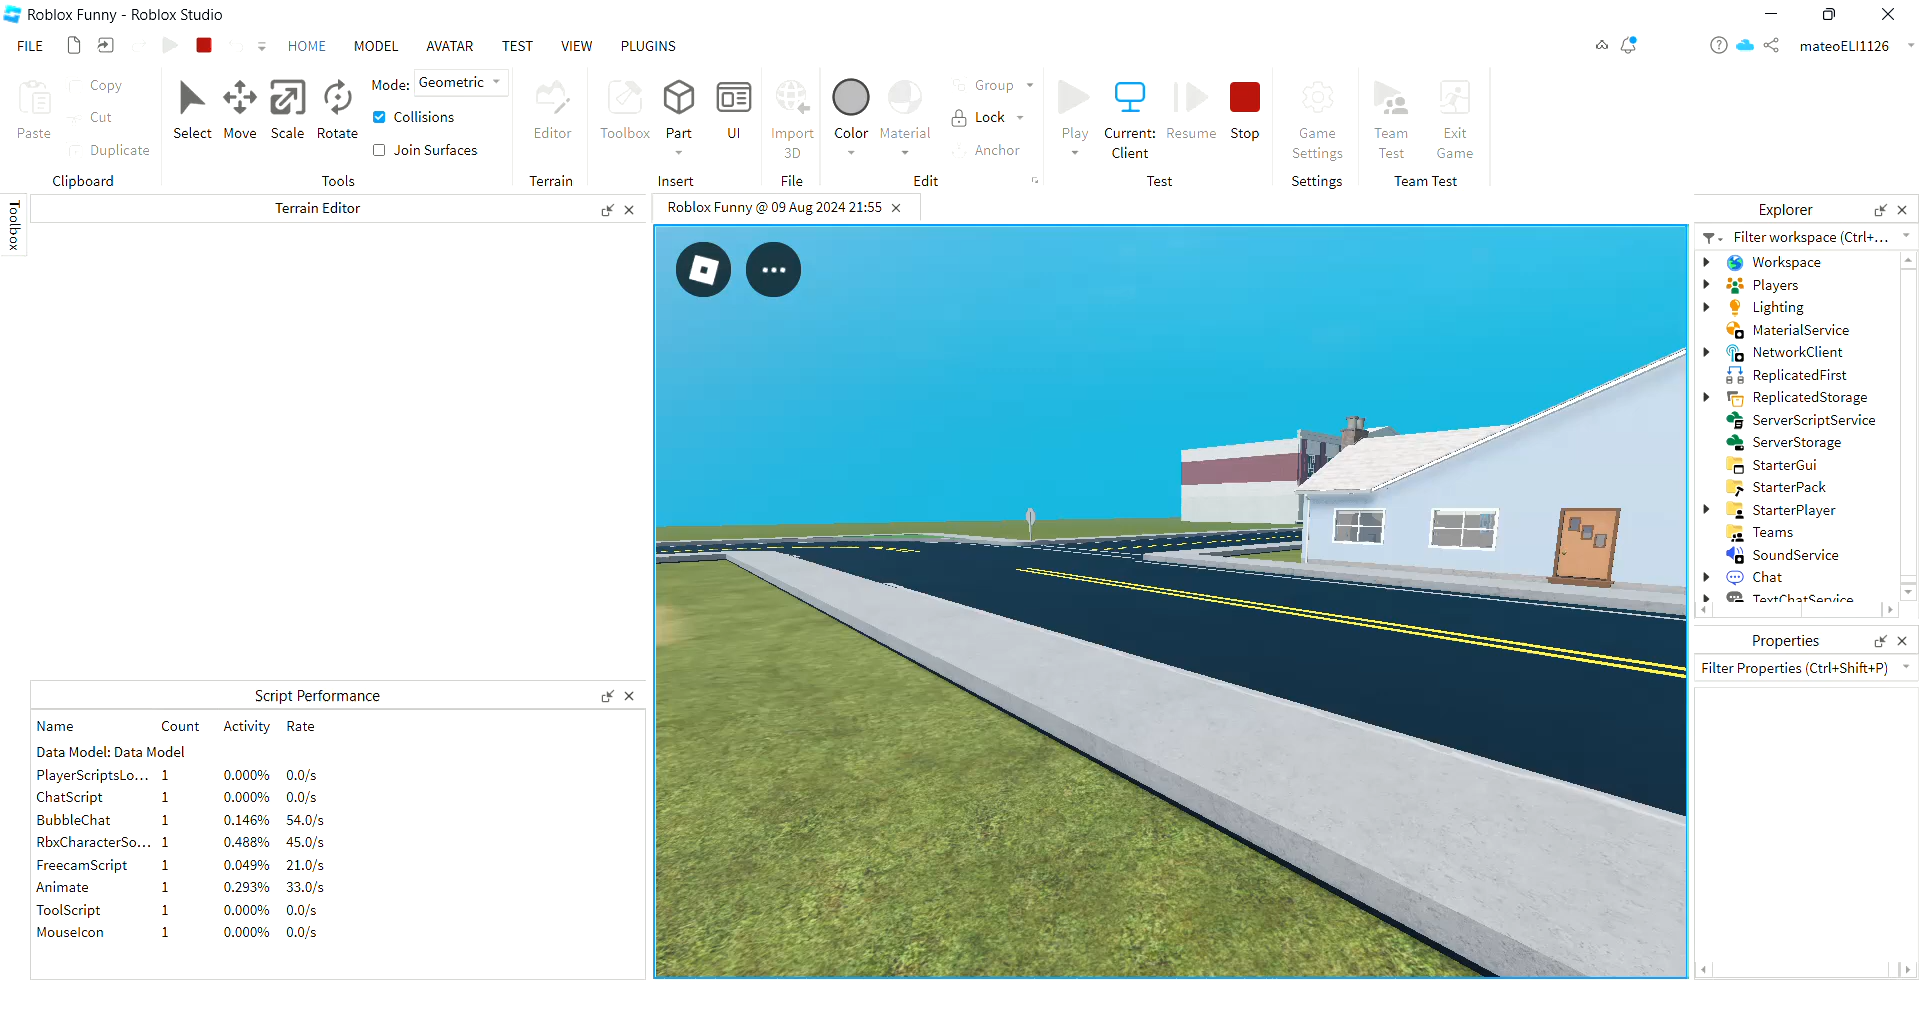 Roblox Funny - Roblox Studio
FILE HOME MODEL AVATAR TEST VIEW PLUGINS mateoELI1126
Paste
Copy
Cut
Duplicate
Clipboard
Select Move Scale Rotate
Mode: Geometric
Collisions
Join Surfaces
Tools
Editor
Terrain
Toolbox Part UI
Insert
Import
3D
File
Color Material
Group
Lock
Anchor
Edit
Play
Current:
Client
Resume Stop
Test
Game
Settings
Settings
Team
Test
Exit
Game
Team Test
Toolbox
Terrain Editor
Roblox Funny @ 09 Aug 2024 21:55
Script Performance
Name Count Activity Rate
Data Model: Data Model
PlayerScriptsLo... 1 0.000% 0.0/s
ChatScript 1 0.000% 0.0/s
BubbleChat 1 0.146% 54.0/s
RbxCharacterSo... 1 0.488% 45.0/s
FreecamScript 1 0.049% 21.0/s
Animate 1 0.293% 33.0/s
ToolScript 1 0.000% 0.0/s
MouseIcon 1 0.000% 0.0/s
Explorer
Filter workspace (Ctrl+...
Workspace
Players
Lighting
MaterialService
NetworkClient
ReplicatedFirst
ReplicatedStorage
ServerScriptService
ServerStorage
StarterGui
StarterPack
StarterPlayer
Teams
SoundService
Chat
TextChatService
Properties
Filter Properties (Ctrl+Shift+P)